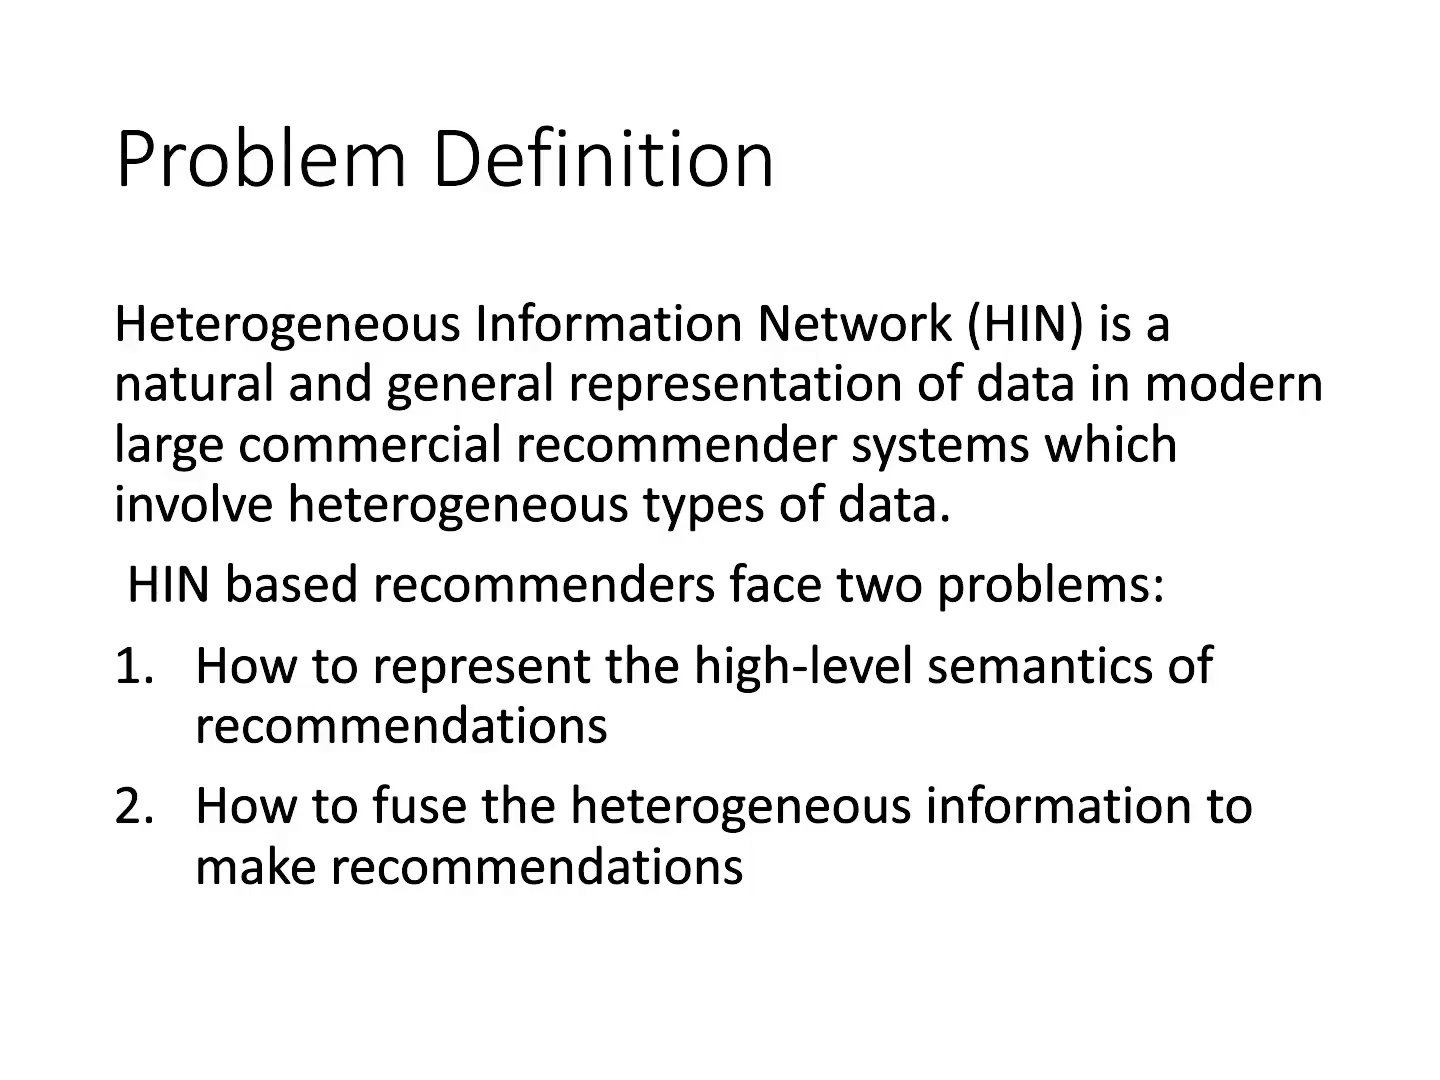 Problem Definition
Heterogeneous Information Network (HIN) is a
natural and general representation of data in modern
large commercial recommender systems which
involve heterogeneous types of data.
HIN based recommenders face two problems:
1. How to represent the high-level semantics of
recommendations
2. How to fuse the heterogeneous information to
make recommendations